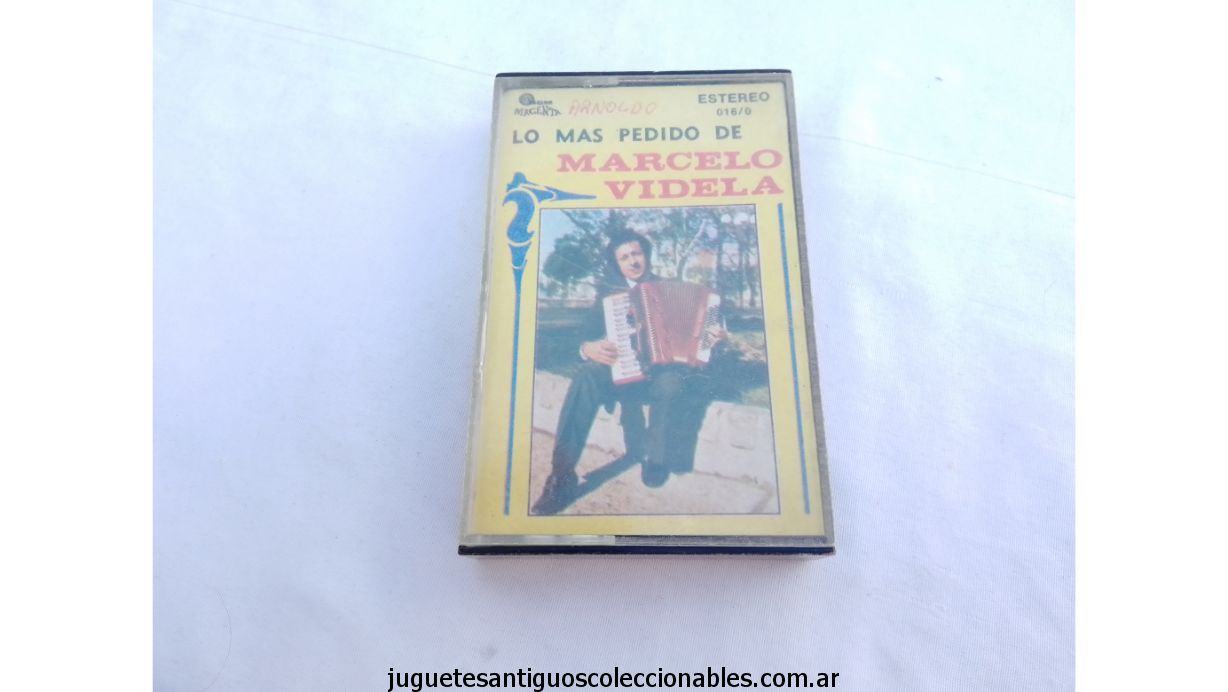 MAGENTA ARNOLDO
ESTEREO
016/0
LO MAS PEDIDO DE
MARCELO
VIDELA
juguetesantiguoscoleccionables.com.ar